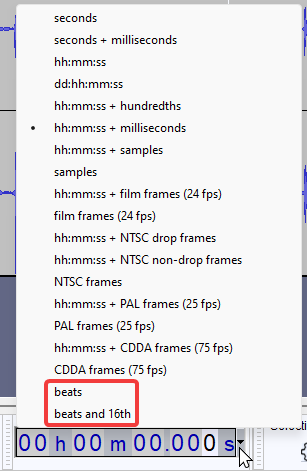 seconds
seconds + milliseconds
hh:mm:ss
dd:hh:mm:ss
hh:mm:ss + hundredths
hh:mm:ss + milliseconds
hh:mm:ss + samples
samples
hh:mm:ss + film frames (24 fps)
film frames (24 fps)
hh:mm:ss + NTSC drop frames
hh:mm:ss + NTSC non-drop frames
NTSC frames
hh:mm:ss + PAL frames (25 fps)
PAL frames (25 fps)
hh:mm:ss + CDDA frames (75 fps)
CDDA frames (75 fps)
beats
beats and 16th
00 h 00 m 00.000 s